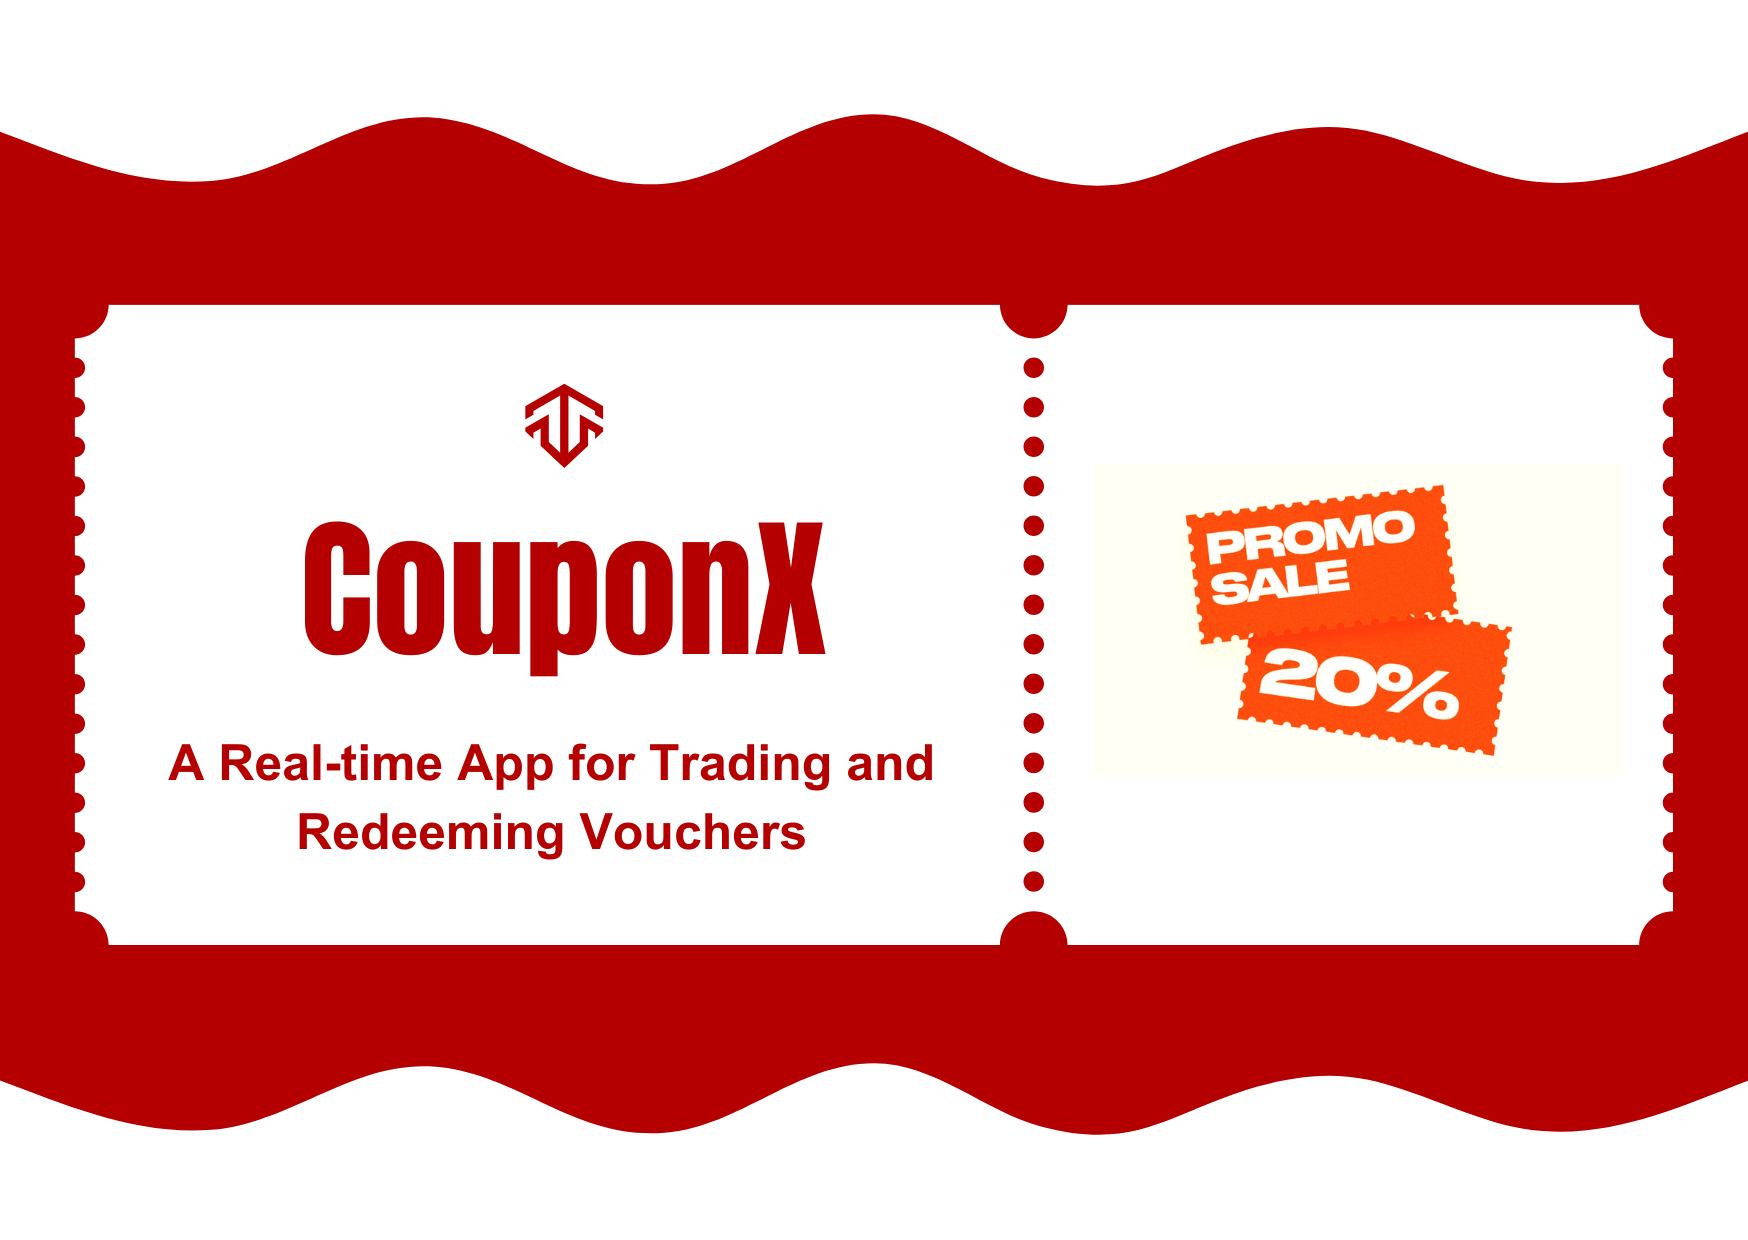 CouponX
A Real-time App for Trading and
Redeeming Vouchers
PROMO
SALE
20%